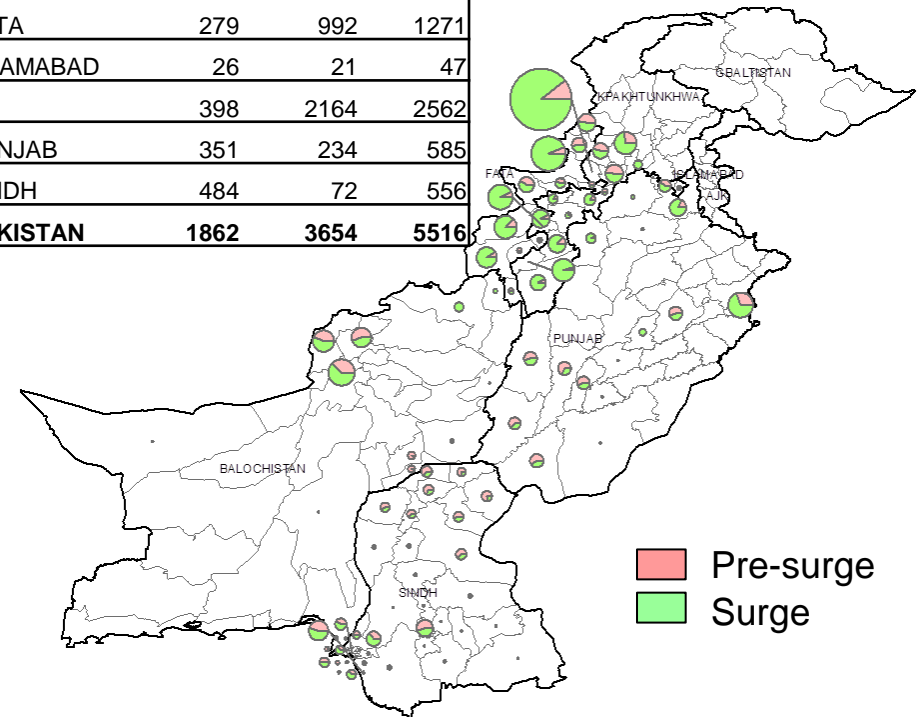 TA 279 992 1271
AMABAD 26 21 47
398 2164 2562
NJAB 351 234 585
DH 484 72 556
KISTAN 1862 3654 5516
GBALTISTAN
KPAKHTUNKHWA
FATA
ISLAMABAD
AJK
PUNJAB
BALOCHISTAN
SINDH
Pre-surge
Surge